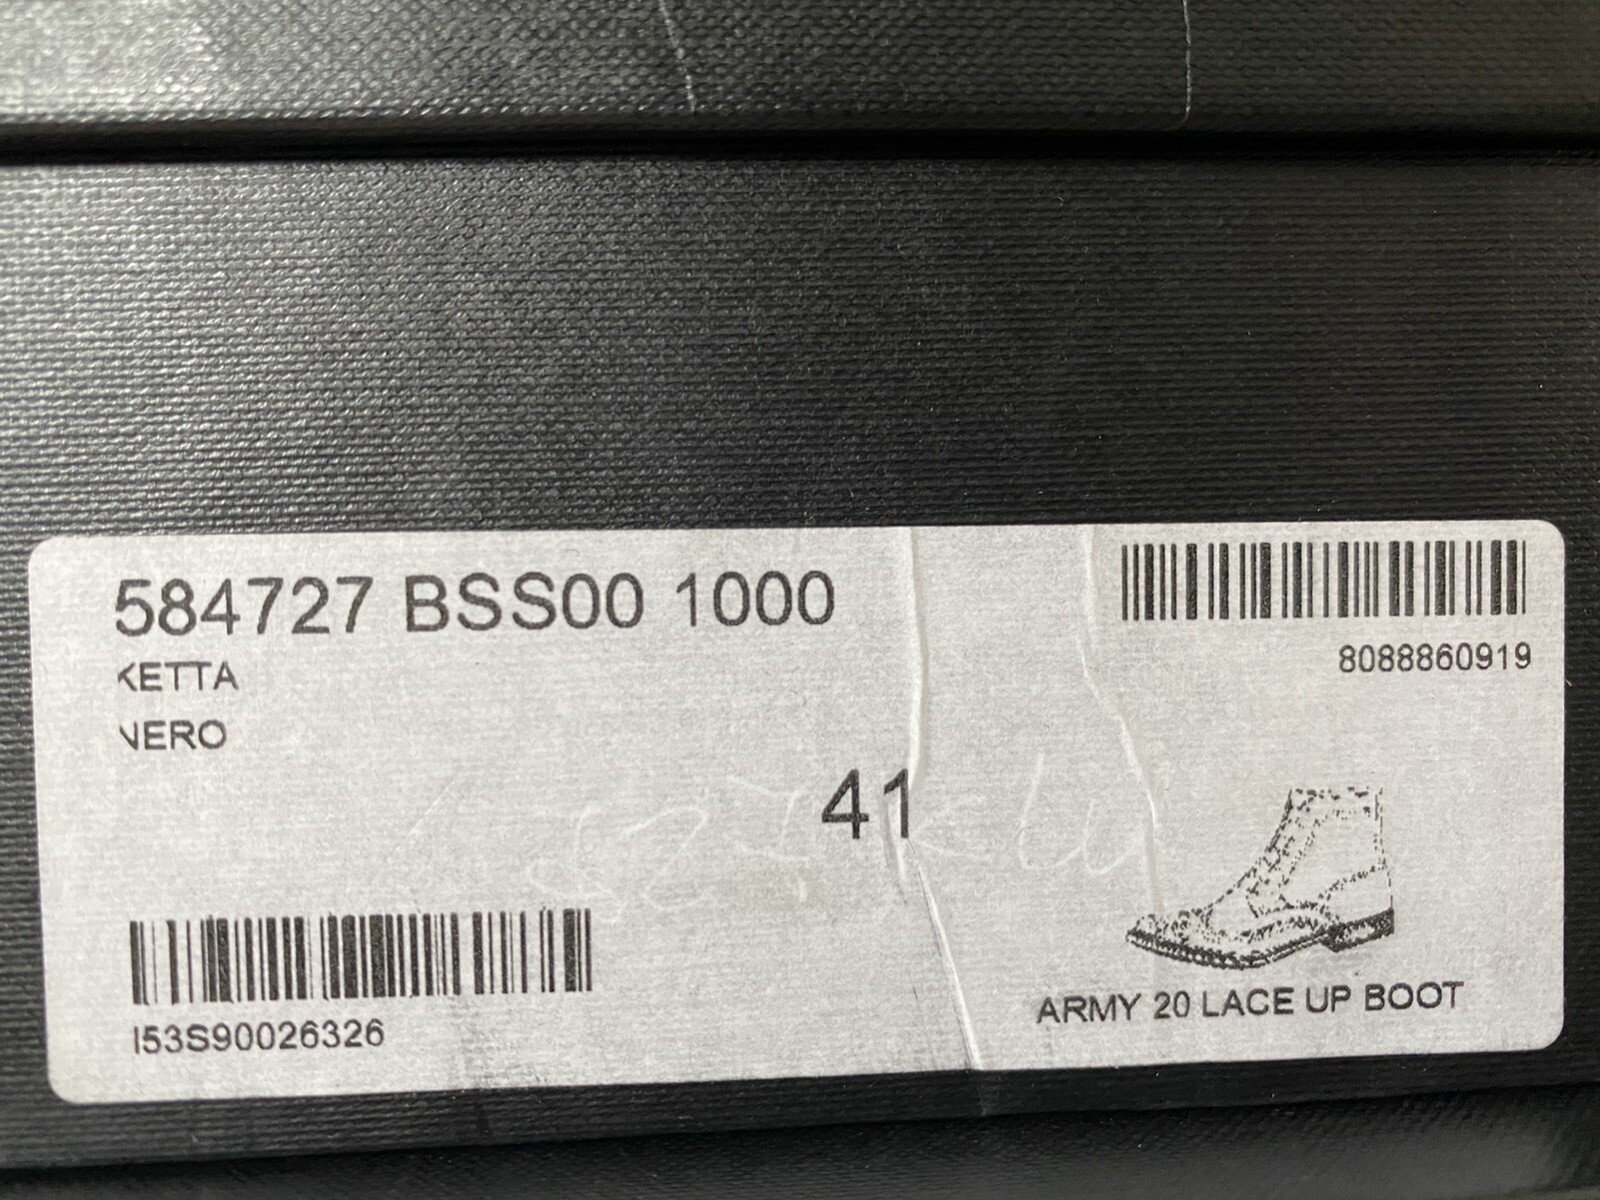 584727 BSS00 1000
8088860919
KETTA
NERO
41
I53S90026326
ARMY 20 LACE UP BOOT